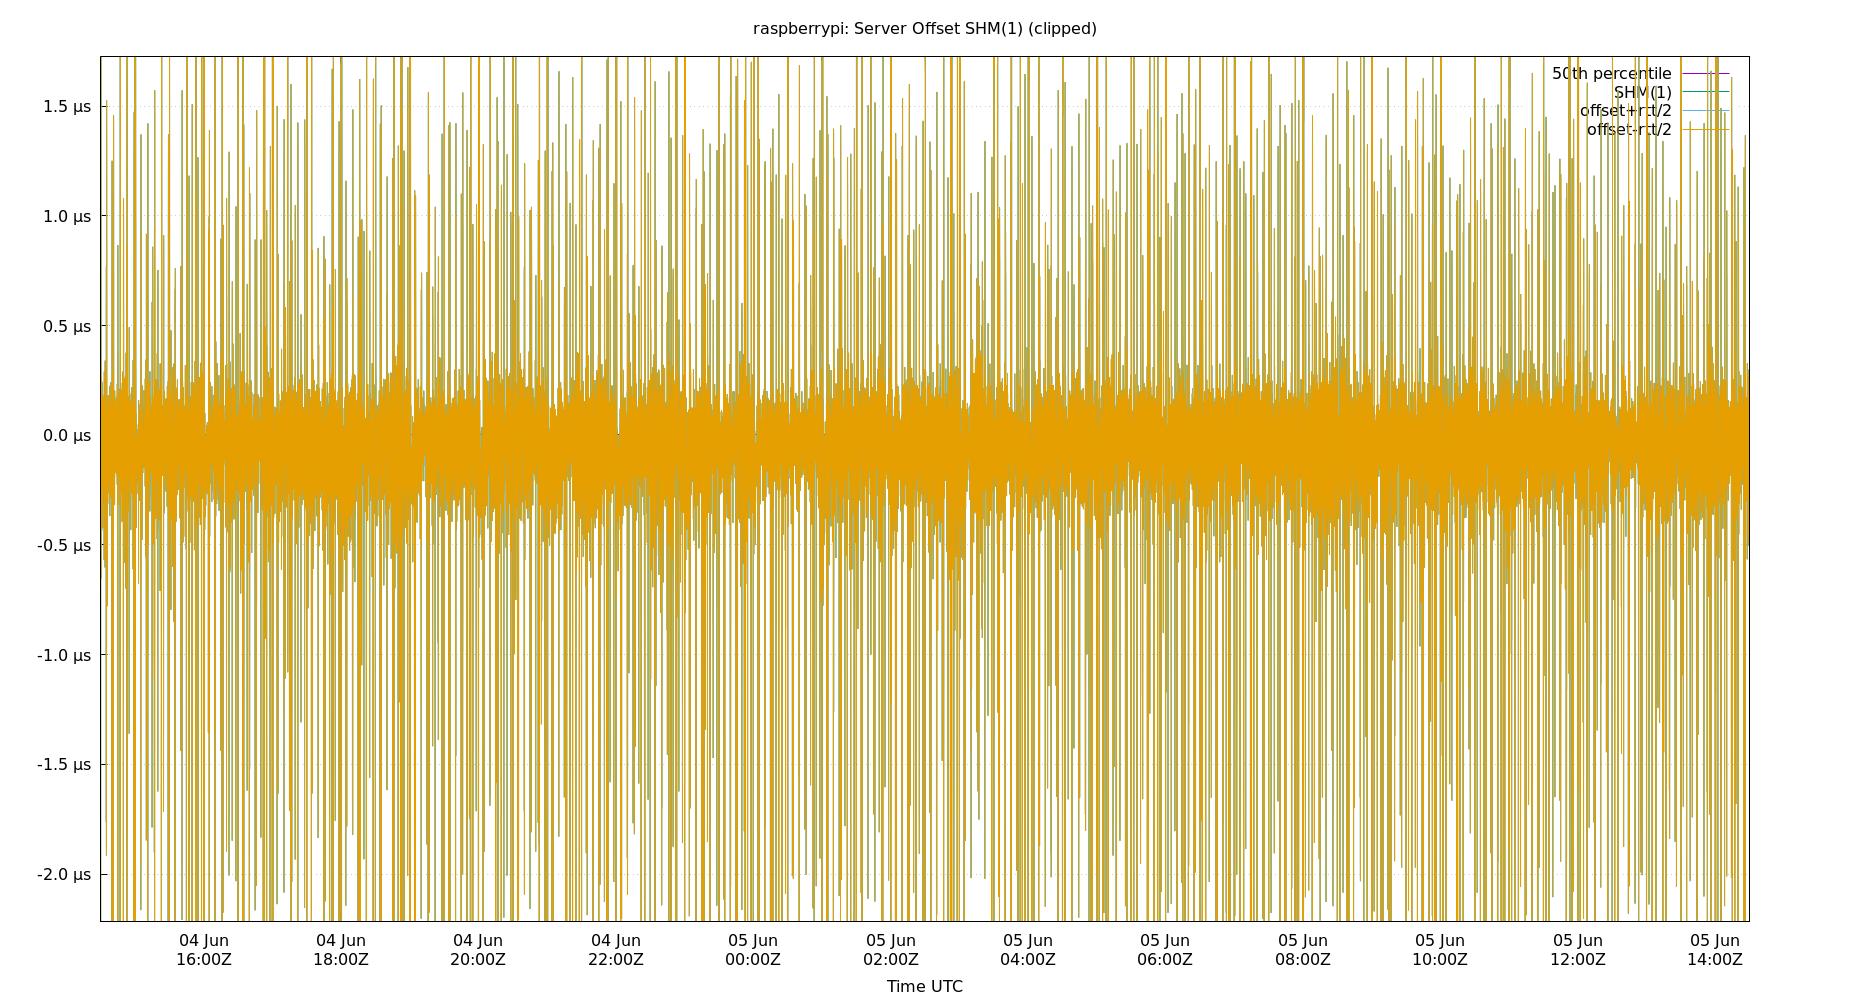 raspberrypi: Server Offset SHM(1) (clipped)
50th percentile
SHM(1)
offset+rtt/2
offset-rtt/2
1.5 µs
1.0 µs
0.5 µs
0.0 µs
-0.5 µs
-1.0 µs
-1.5 µs
-2.0 µs
04 Jun 04 Jun 04 Jun 04 Jun 05 Jun 05 Jun 05 Jun 05 Jun 05 Jun 05 Jun 05 Jun 05 Jun
16:00Z 18:00Z 20:00Z 22:00Z 00:00Z 02:00Z 04:00Z 06:00Z 08:00Z 10:00Z 12:00Z 14:00Z
Time UTC